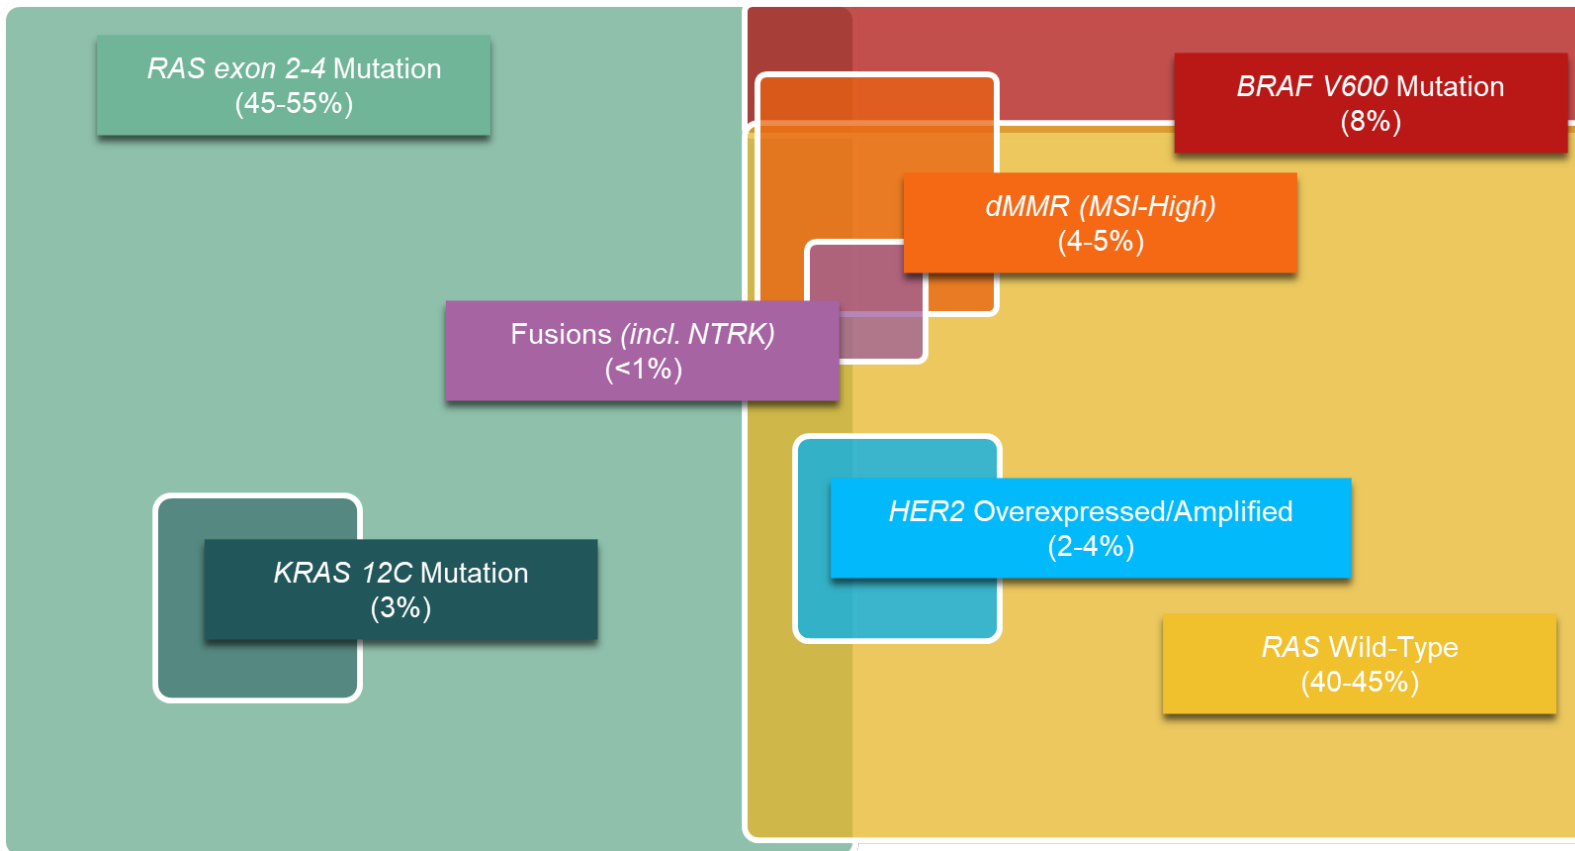 RAS exon 2-4 Mutation
(45-55%)
BRAF V600 Mutation
(8%)
dMMR (MSI-High)
(4-5%)
Fusions (incl. NTRK)
(<1%)
HER2 Overexpressed/Amplified
(2-4%)
KRAS 12C Mutation
(3%)
RAS Wild-Type
(40-45%)